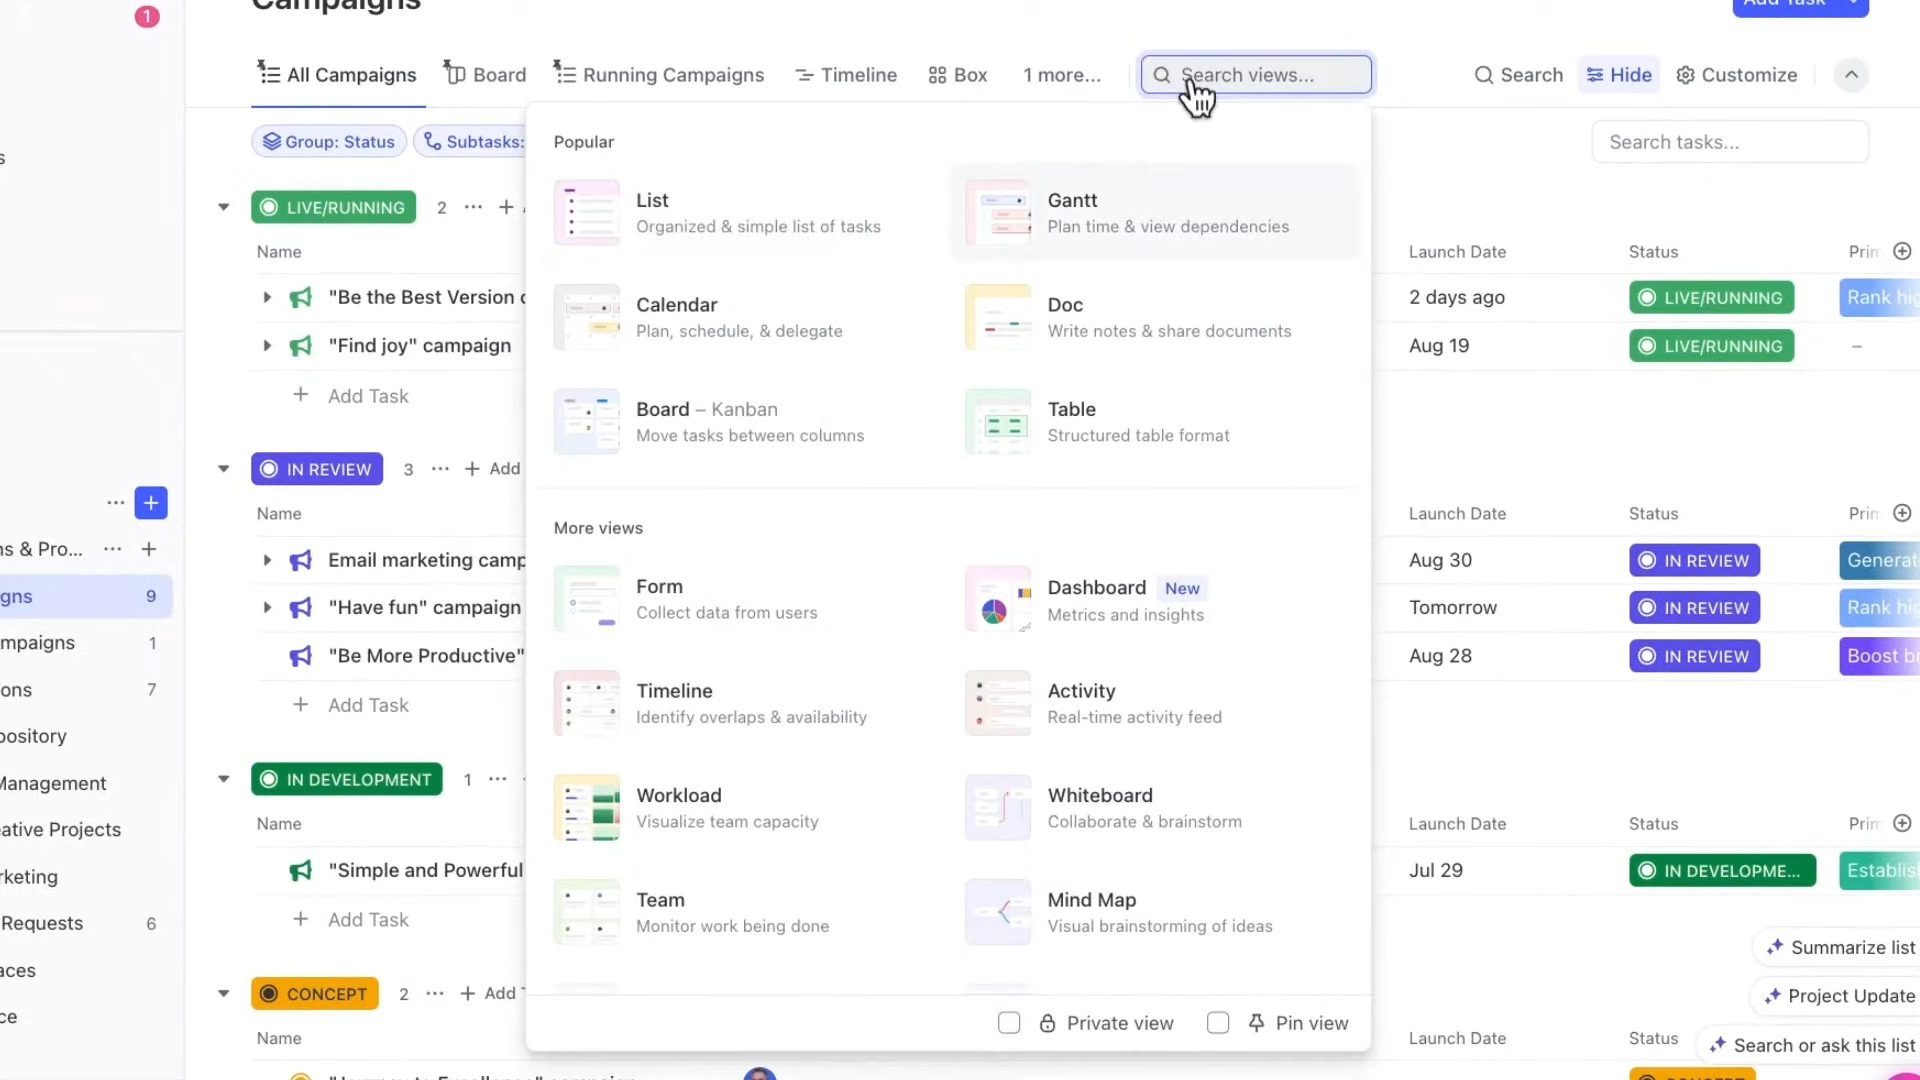 Campaigns
Add Task
1
All Campaigns
Board
Running Campaigns
Timeline
Box
1 more...
Search views...
Search
Hide
Customize
Group: Status
Subtasks:
Search tasks...
s
ns & Pro...
gns 9
mpaigns 1
ons 7
pository
Management
ative Projects
rketing
Requests 6
aces
ce
LIVE/RUNNING 2
Name Launch Date Status
"Be the Best Version 2 days ago LIVE/RUNNING Rank hig
"Find joy" campaign Aug 19 LIVE/RUNNING –
Add Task
IN REVIEW 3 Add
Name Launch Date Status
Email marketing camp Aug 30 IN REVIEW Generat
"Have fun" campaign Tomorrow IN REVIEW Rank hig
"Be More Productive" Aug 28 IN REVIEW Boost br
Add Task
IN DEVELOPMENT 1
Name Launch Date Status
"Simple and Powerful Jul 29 IN DEVELOPME... Establis
Add Task
CONCEPT 2 Add
Name Launch Date Status
Popular
List
Organized & simple list of tasks
Gantt
Plan time & view dependencies
Calendar
Plan, schedule, & delegate
Doc
Write notes & share documents
Board – Kanban
Move tasks between columns
Table
Structured table format
More views
Form
Collect data from users
Dashboard New
Metrics and insights
Timeline
Identify overlaps & availability
Activity
Real-time activity feed
Workload
Visualize team capacity
Whiteboard
Collaborate & brainstorm
Team
Monitor work being done
Mind Map
Visual brainstorming of ideas
Private view
Pin view
Summarize list
Project Update
Search or ask this list